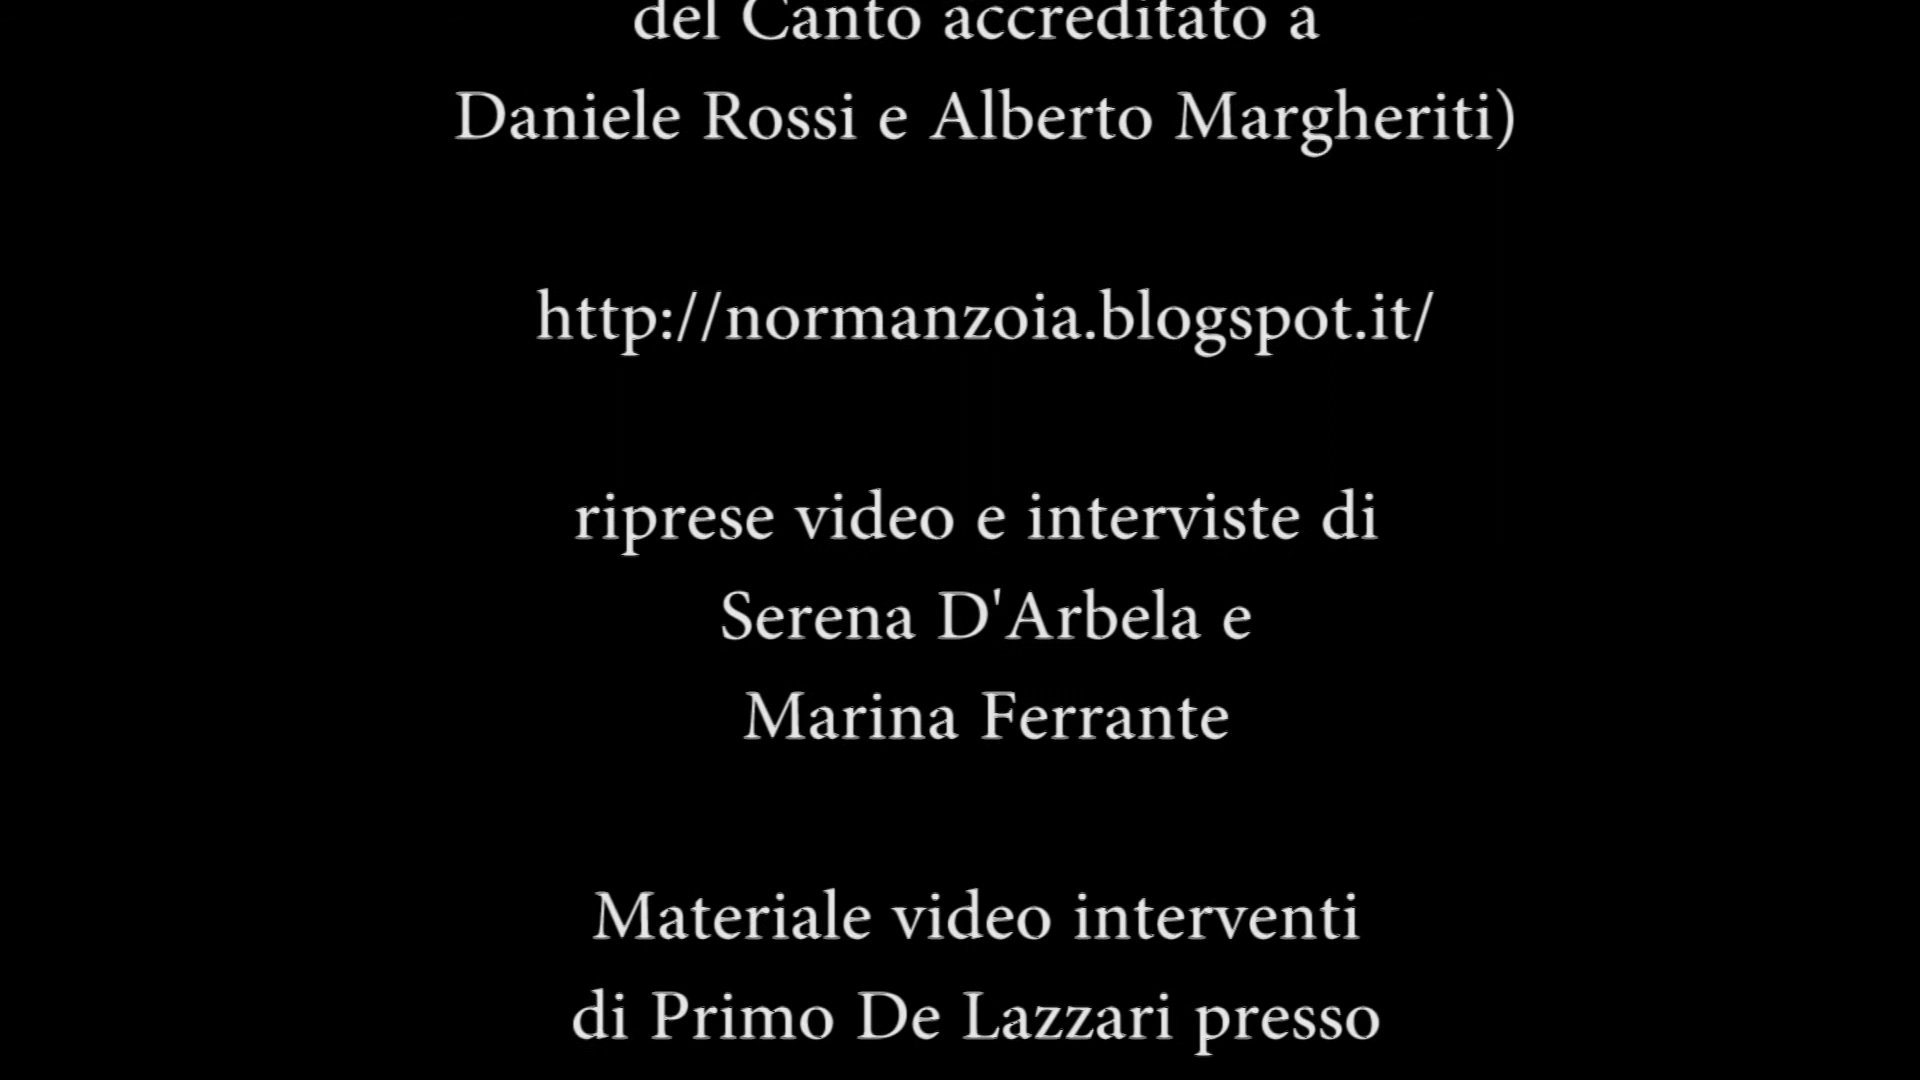 del Canto accreditato a
Daniele Rossi e Alberto Margheriti)
http://normanzoia.blogspot.it/
riprese video e interviste di
Serena D'Arbela e
Marina Ferrante
Materiale video interventi
di Primo De Lazzari presso